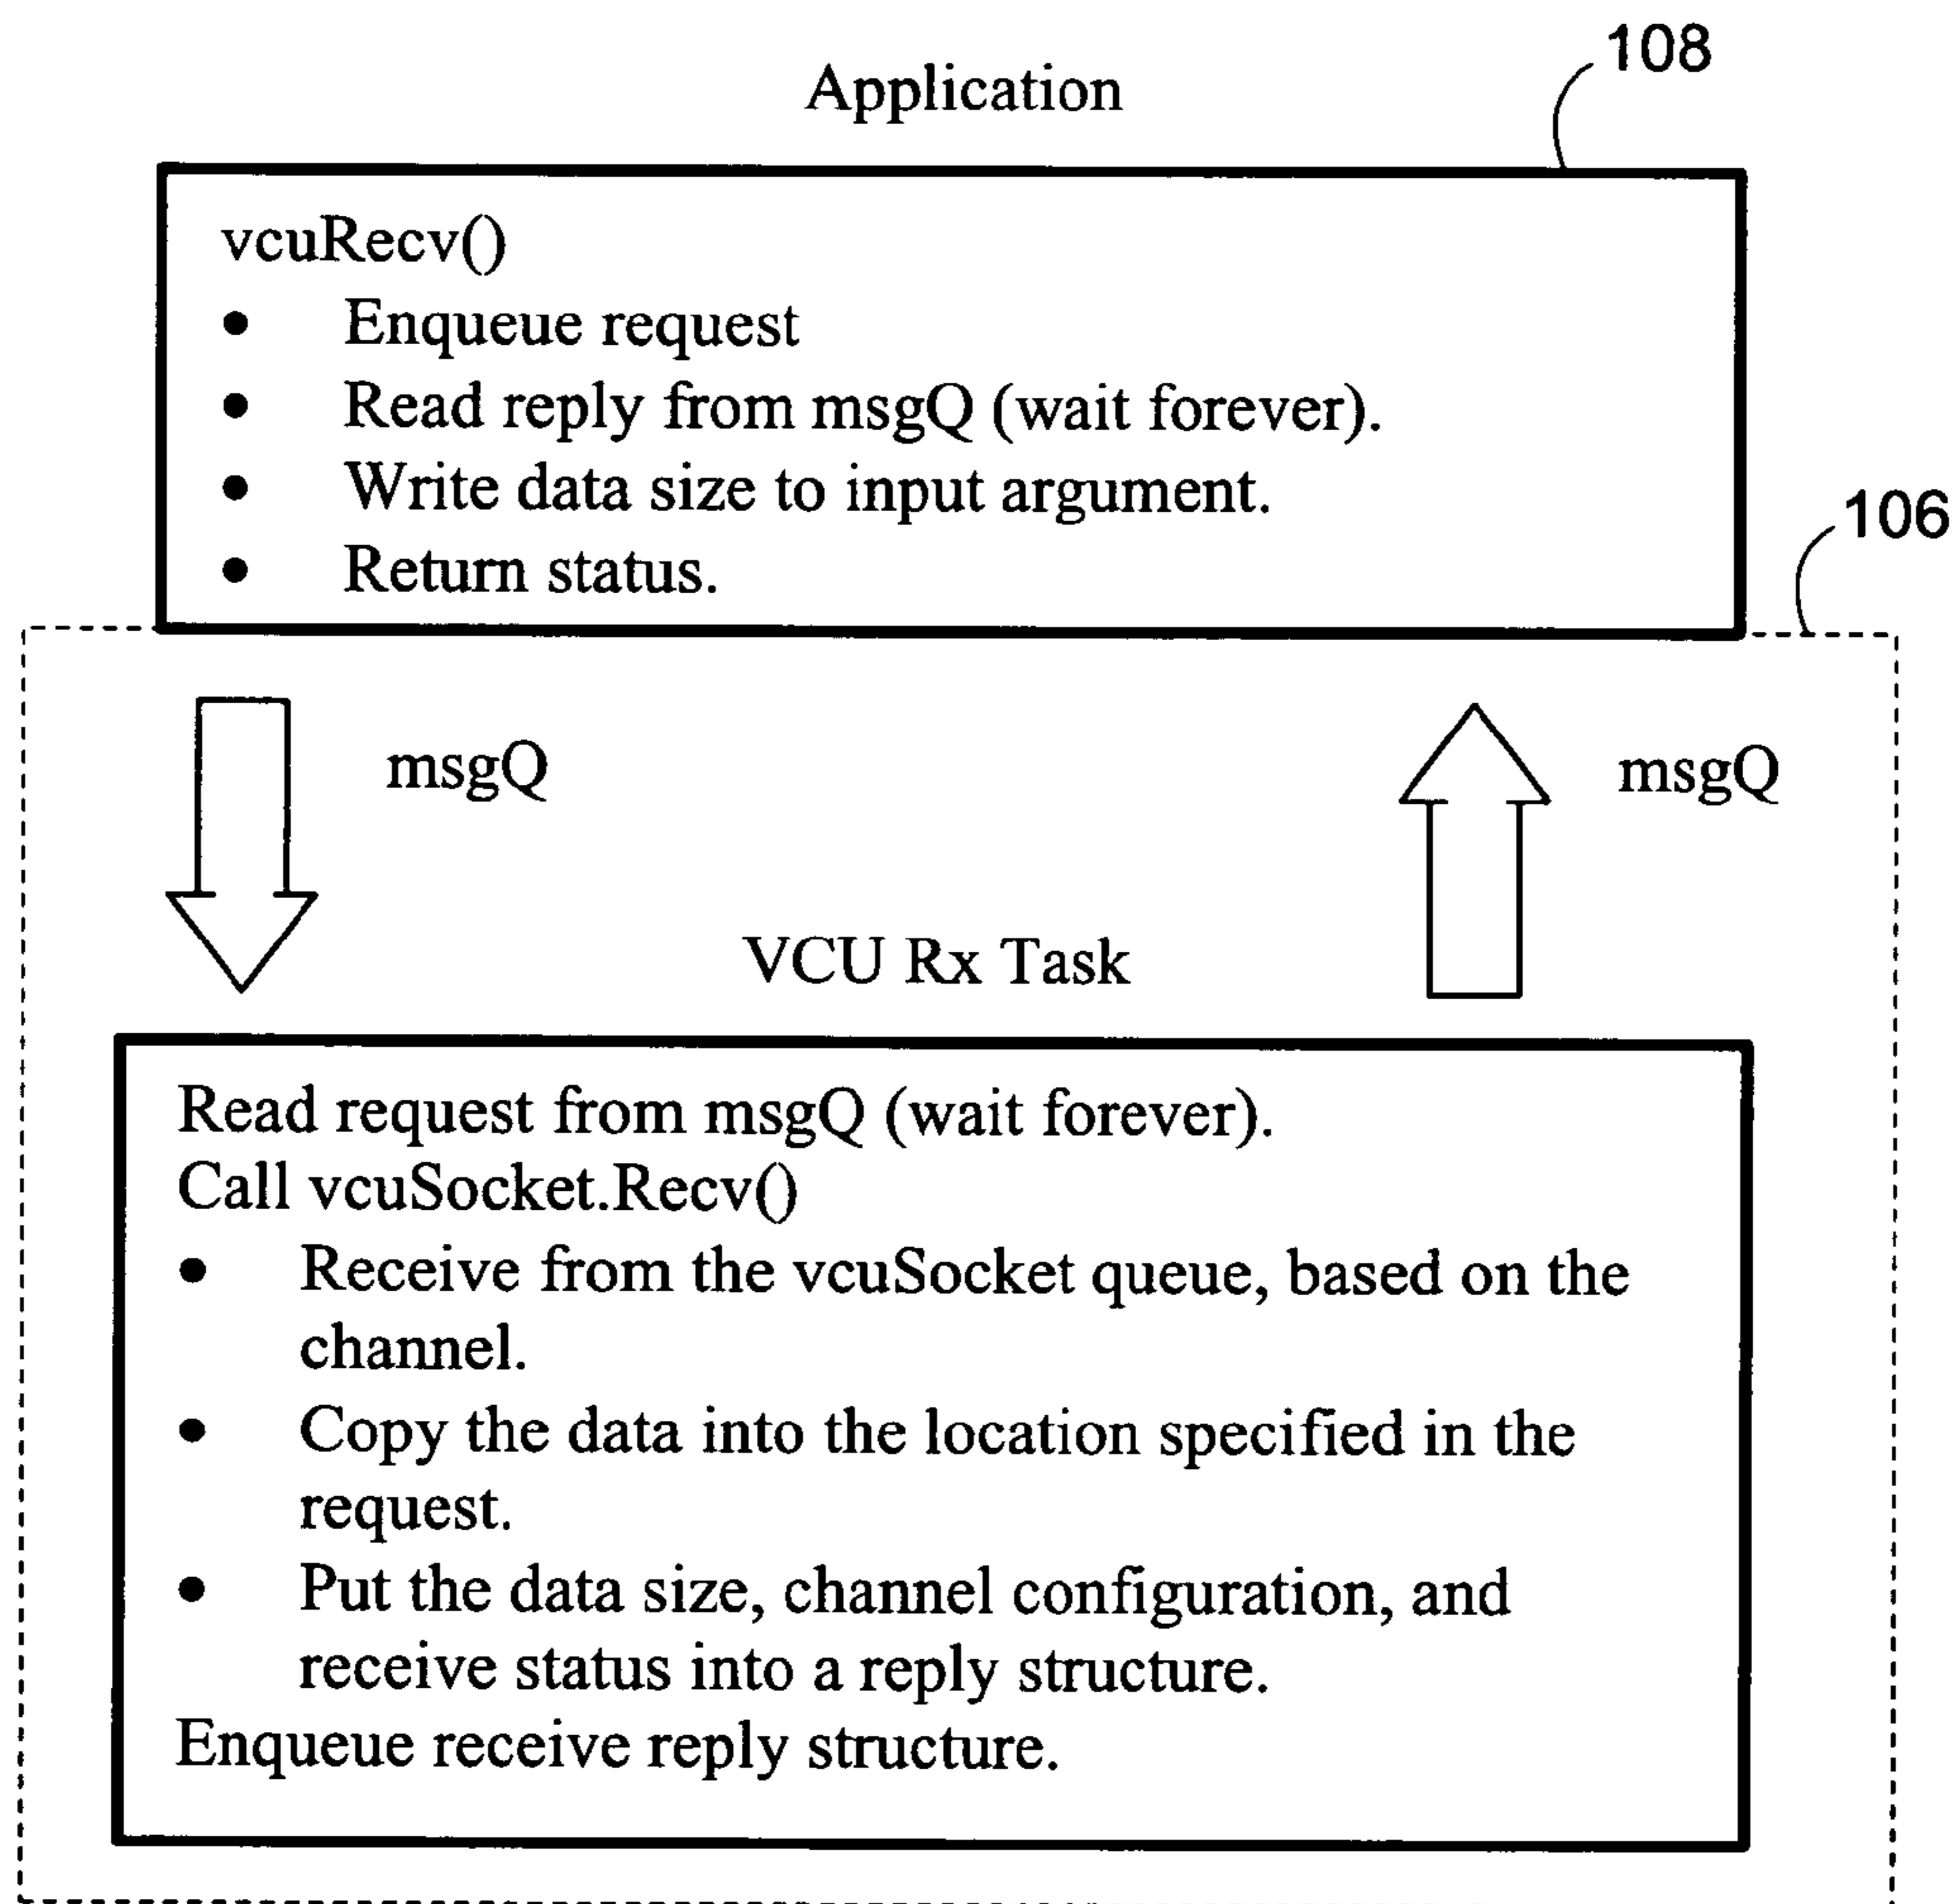 108
Application
vcuRecv()
• Enqueue request
• Read reply from msgQ (wait forever).
• Write data size to input argument.
• Return status.
106
msgQ
msgQ
VCU Rx Task
Read request from msgQ (wait forever).
Call vcuSocket.Recv()
• Receive from the vcuSocket queue, based on the
channel.
• Copy the data into the location specified in the
request.
• Put the data size, channel configuration, and
receive status into a reply structure.
Enqueue receive reply structure.